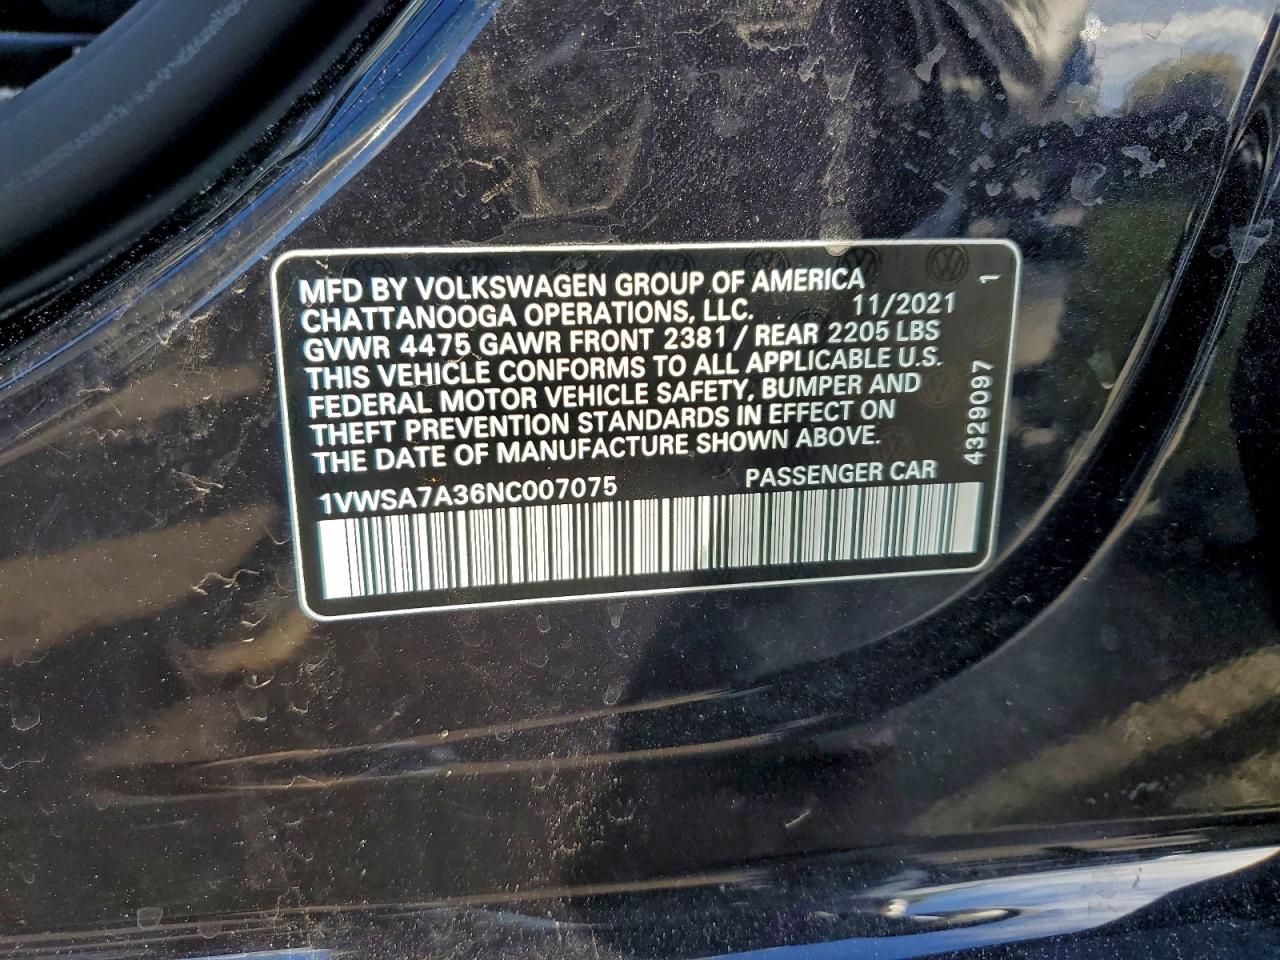 MFD BY VOLKSWAGEN GROUP OF AMERICA
CHATTANOOGA OPERATIONS, LLC. 11/2021
GVWR 4475 GAWR FRONT 2381 / REAR 2205 LBS
THIS VEHICLE CONFORMS TO ALL APPLICABLE U.S.
FEDERAL MOTOR VEHICLE SAFETY, BUMPER AND
THEFT PREVENTION STANDARDS IN EFFECT ON
THE DATE OF MANUFACTURE SHOWN ABOVE.
1VWSA7A36NC007075 PASSENGER CAR
4329097 1